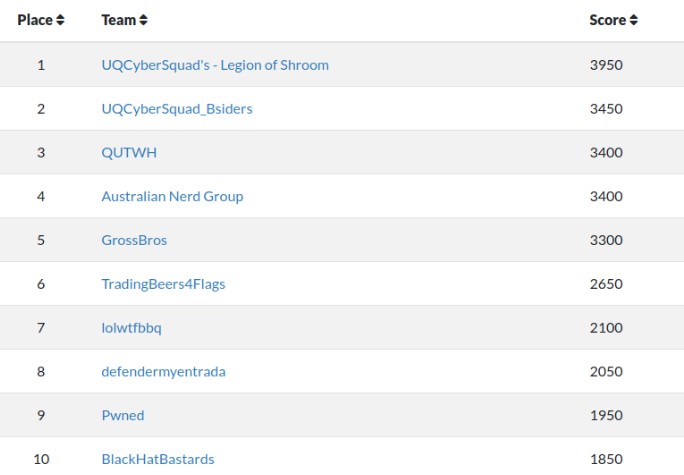 Place Team Score
1 UQCyberSquad's - Legion of Shroom 3950
2 UQCyberSquad_Bsiders 3450
3 QUTWH 3400
4 Australian Nerd Group 3400
5 GrossBros 3300
6 TradingBeers4Flags 2650
7 lolwtfbbq 2100
8 defendermyentrada 2050
9 Pwned 1950
10 BlackHatBastards 1850